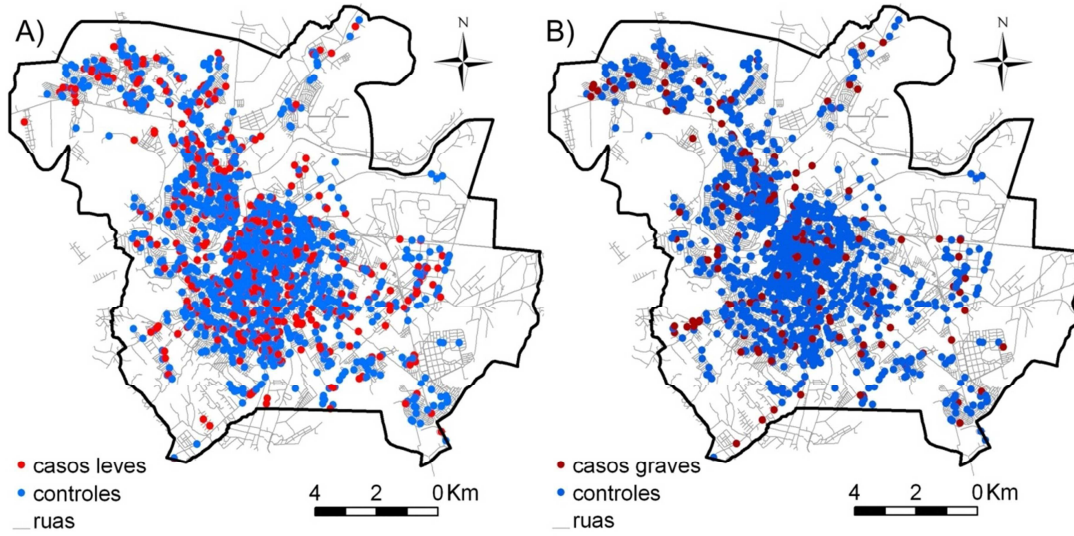 A)
N
casos leves
controles
ruas
4 2 0 Km
B)
N
casos graves
controles
ruas
4 2 0 Km